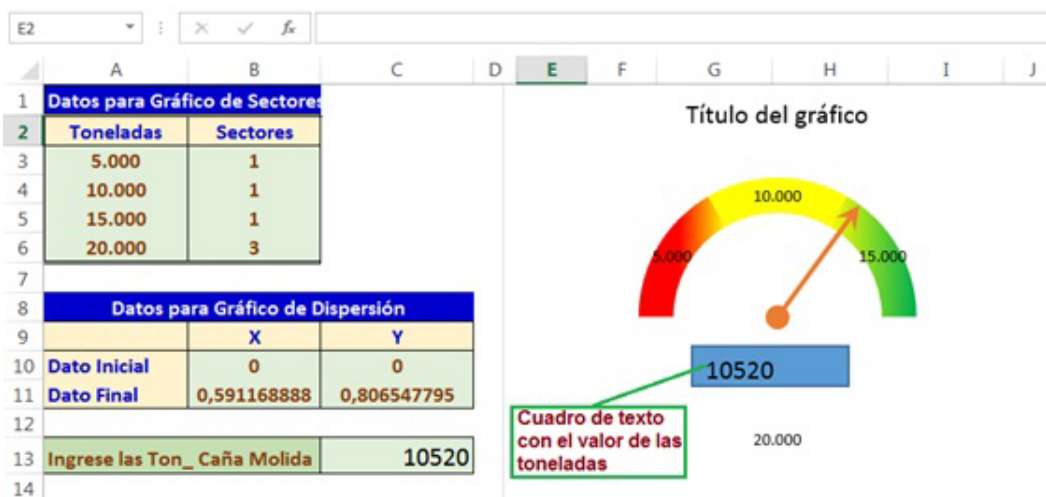 E2
fx
A B C D E F G H I J
1 Datos para Gráfico de Sectores
2 Toneladas Sectores
3 5.000 1
4 10.000 1
5 15.000 1
6 20.000 3
7
8 Datos para Gráfico de Dispersión
9 X Y
10 Dato Inicial 0 0
11 Dato Final 0,591168888 0,806547795
12
13 Ingrese las Ton_ Caña Molida 10520
14
Título del gráfico
10.000
5.000 15.000
10520
Cuadro de texto
con el valor de las
toneladas
20.000